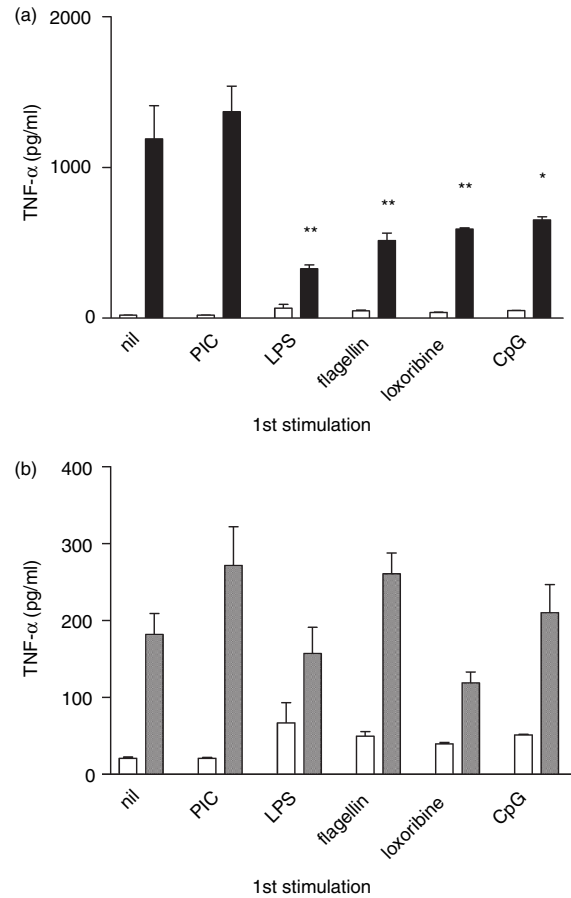 (a)
2000
1000
0
TNF-α (pg/ml)
** ** ** *
nil PIC LPS flagellin loxoribine CpG
1st stimulation
(b)
400
300
200
100
0
TNF-α (pg/ml)
nil PIC LPS flagellin loxoribine CpG
1st stimulation